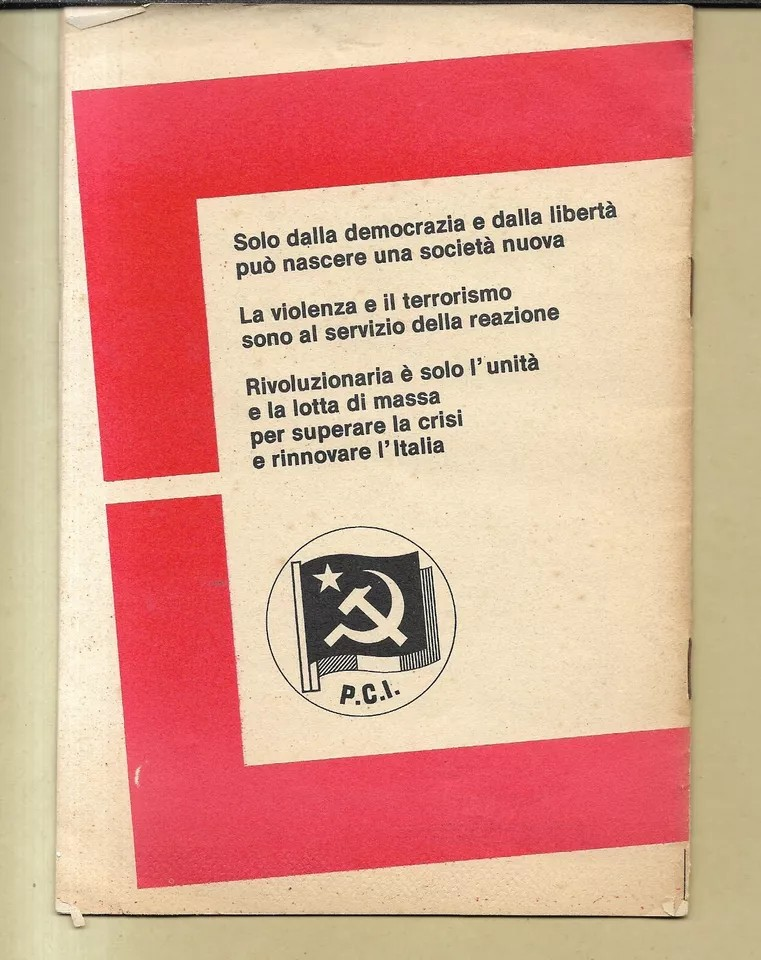 Solo dalla democrazia e dalla libertà
può nascere una società nuova
La violenza e il terrorismo
sono al servizio della reazione
Rivoluzionaria è solo l'unità
e la lotta di massa
per superare la crisi
e rinnovare l'Italia
P.C.I.